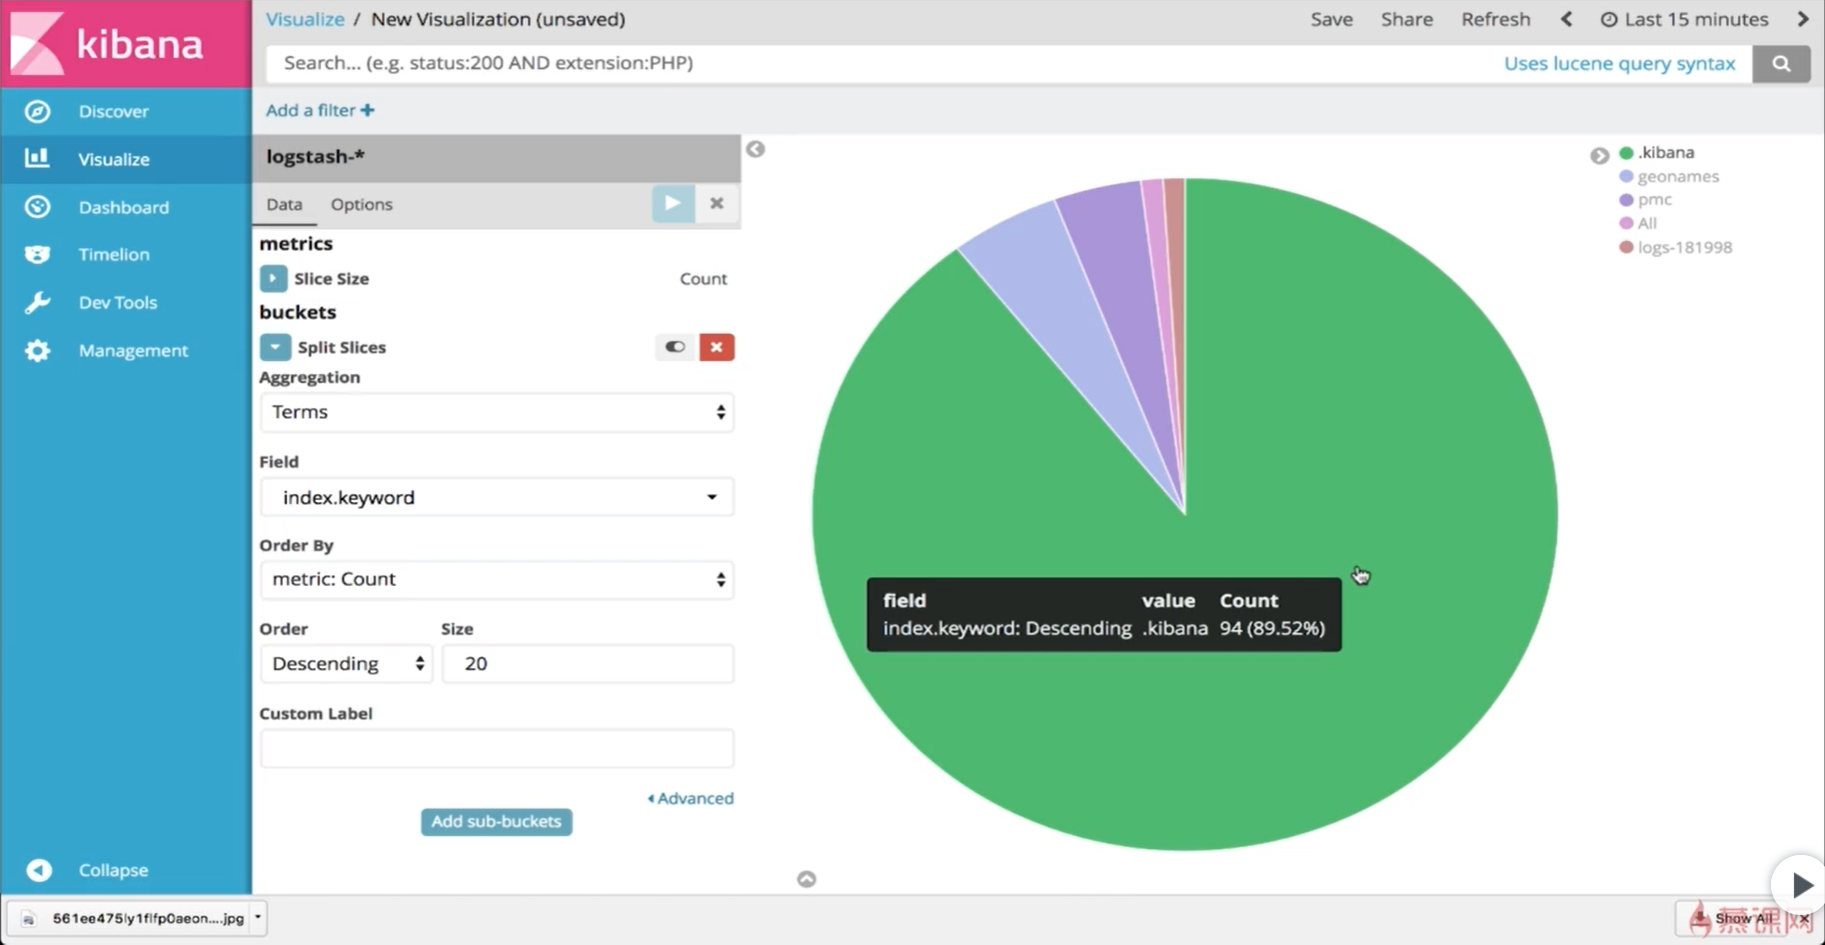 kibana
Visualize / New Visualization (unsaved)
Save Share Refresh Last 15 minutes
Search... (e.g. status:200 AND extension:PHP)
Uses lucene query syntax
Add a filter +
Discover
Visualize
Dashboard
Timelion
Dev Tools
Management
Collapse
logstash-*
Data Options
metrics
Slice Size Count
buckets
Split Slices
Aggregation
Terms
Field
index.keyword
Order By
metric: Count
Order Size
Descending 20
Custom Label
Advanced
Add sub-buckets
field value Count
index.keyword: Descending .kibana 94 (89.52%)
.kibana
geonames
pmc
All
logs-181998
Show All
慕课网